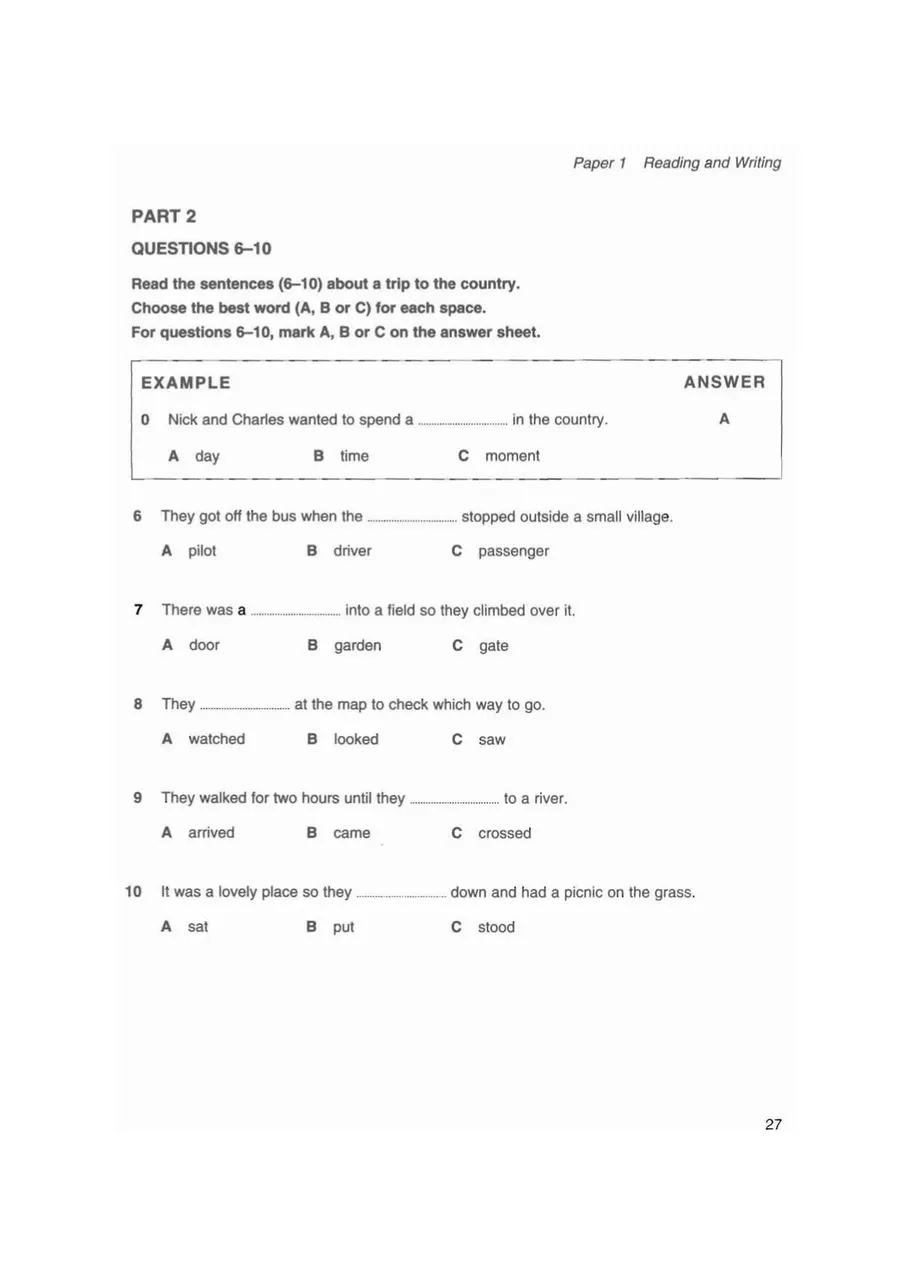 Paper 1 Reading and Writing
PART 2
QUESTIONS 6–10
Read the sentences (6–10) about a trip to the country.
Choose the best word (A, B or C) for each space.
For questions 6–10, mark A, B or C on the answer sheet.
EXAMPLE ANSWER
0 Nick and Charles wanted to spend a .................................. in the country. A
A day B time C moment
6 They got off the bus when the .................................. stopped outside a small village.
A pilot B driver C passenger
7 There was a .................................. into a field so they climbed over it.
A door B garden C gate
8 They .................................. at the map to check which way to go.
A watched B looked C saw
9 They walked for two hours until they .................................. to a river.
A arrived B came C crossed
10 It was a lovely place so they .................................. down and had a picnic on the grass.
A sat B put C stood
27